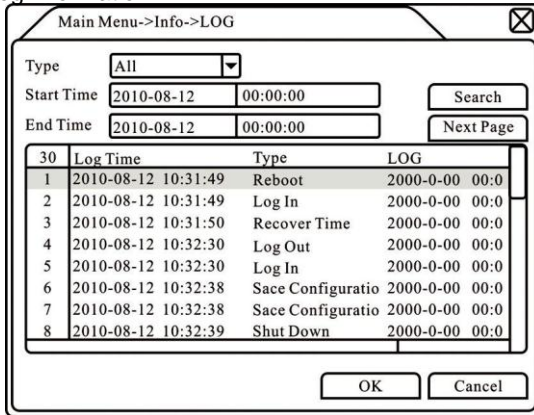 Main Menu->Info->LOG
Type All
Start Time 2010-08-12 00:00:00 Search
End Time 2010-08-12 00:00:00 Next Page
30 Log Time Type LOG
1 2010-08-12 10:31:49 Reboot 2000-0-00 00:0
2 2010-08-12 10:31:49 Log In 2000-0-00 00:0
3 2010-08-12 10:31:50 Recover Time 2000-0-00 00:0
4 2010-08-12 10:32:30 Log Out 2000-0-00 00:0
5 2010-08-12 10:32:30 Log In 2000-0-00 00:0
6 2010-08-12 10:32:38 Sace Configuratio 2000-0-00 00:0
7 2010-08-12 10:32:38 Sace Configuratio 2000-0-00 00:0
8 2010-08-12 10:32:39 Shut Down 2000-0-00 00:0
OK Cancel